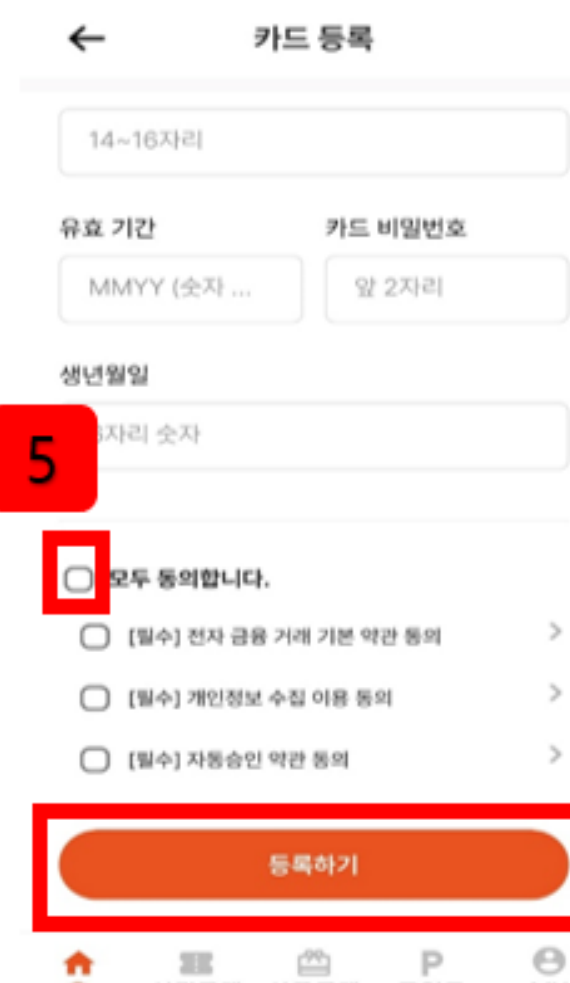 카드 등록
14~16자리
유효 기간 카드 비밀번호
MMYY (숫자 ... 앞 2자리
생년월일
자리 숫자
5
모두 동의합니다.
[필수] 전자 금융 거래 기본 약관 동의
[필수] 개인정보 수집 이용 동의
[필수] 자동승인 약관 동의
등록하기
P